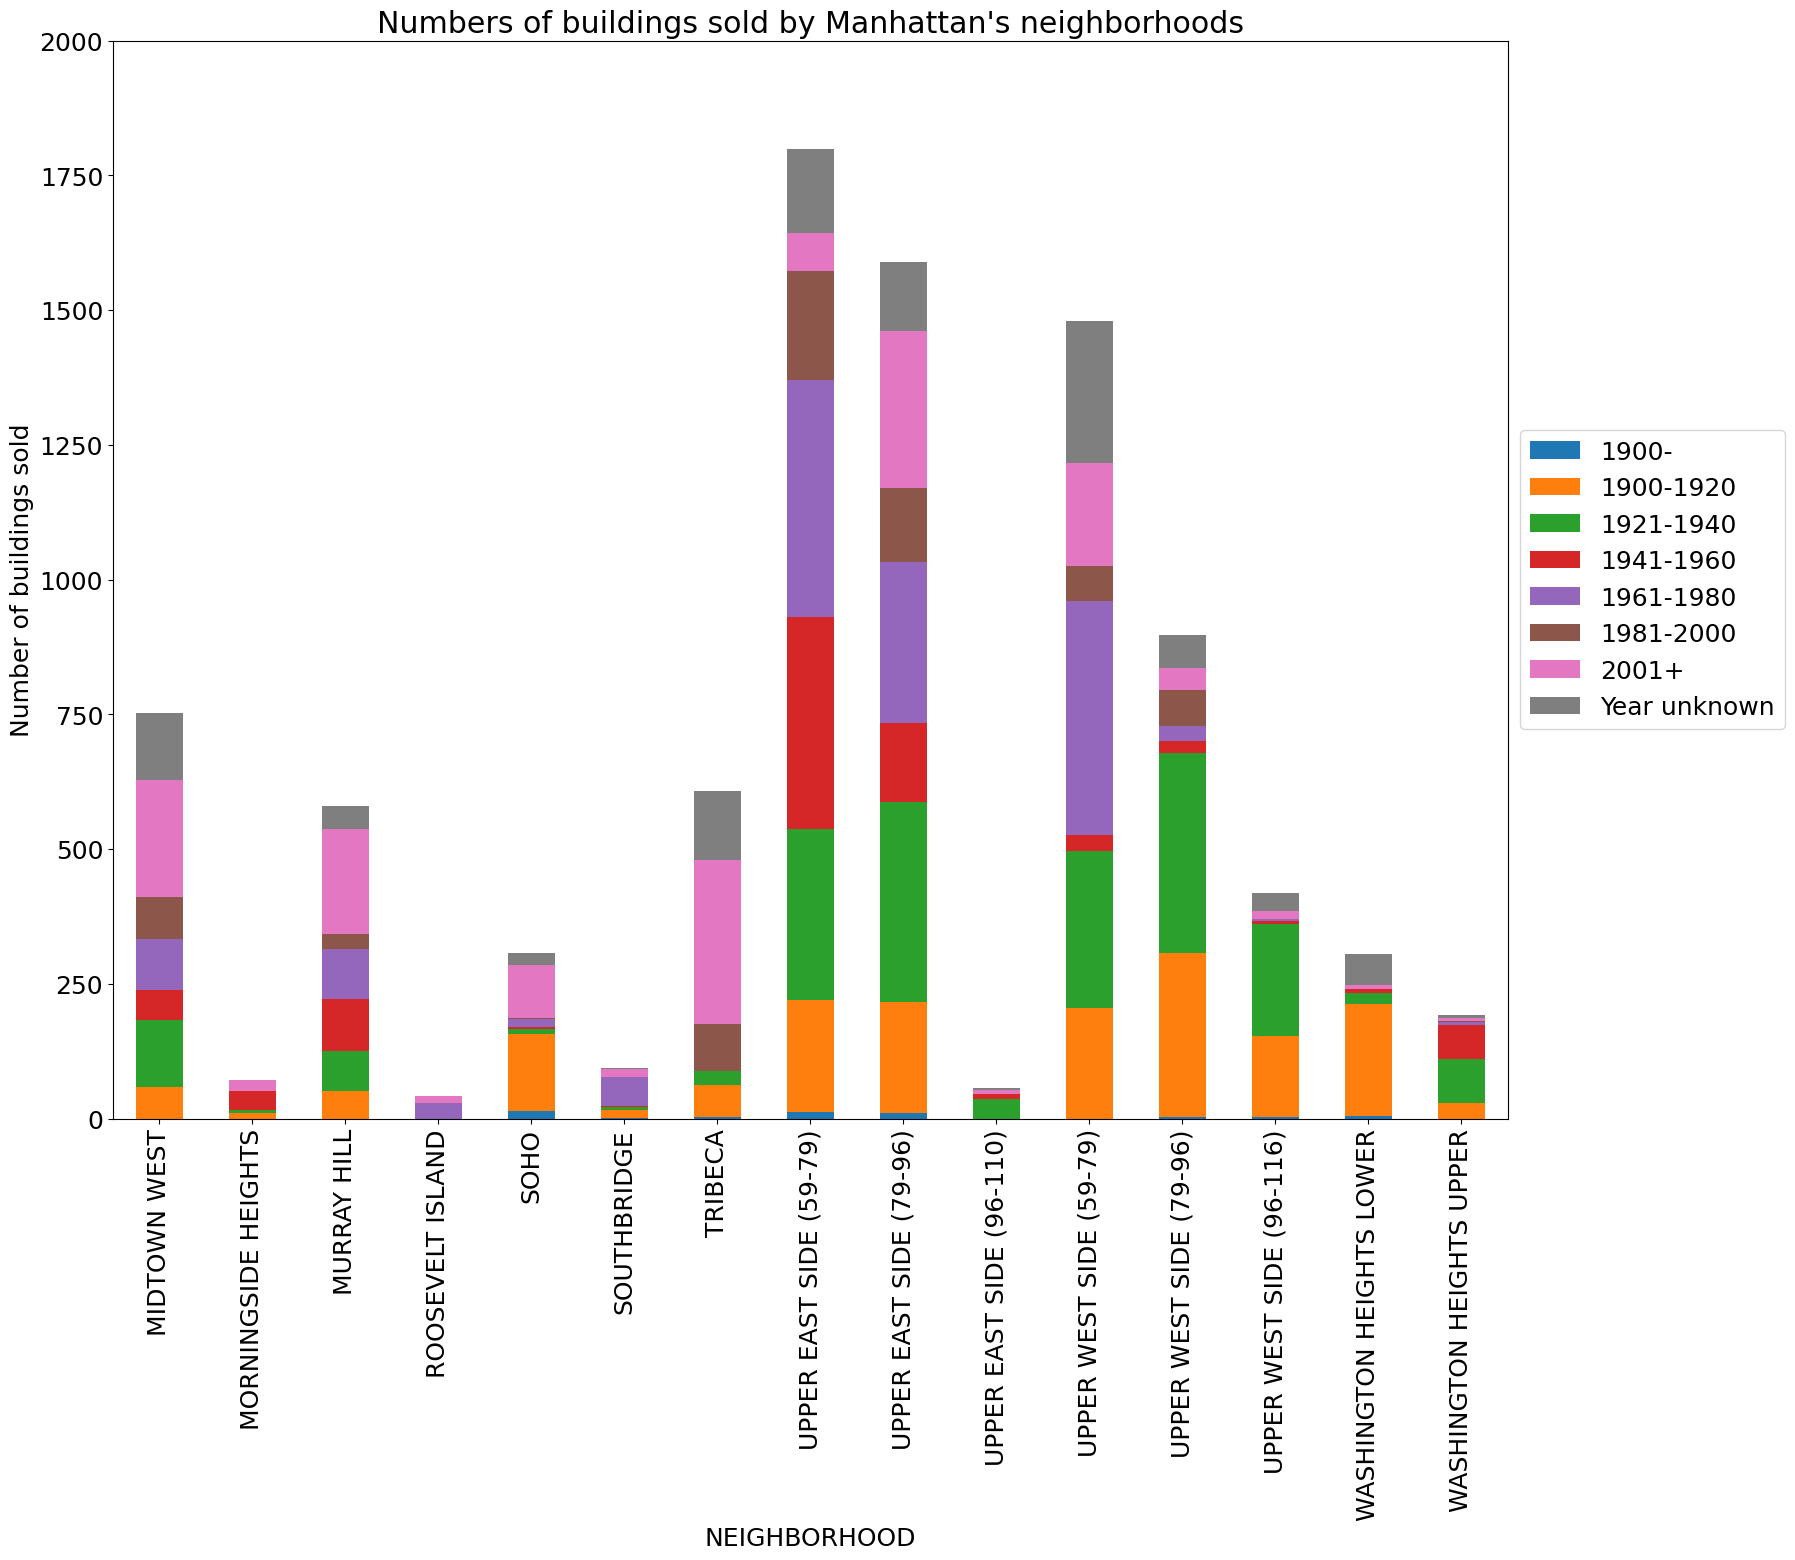 Numbers of buildings sold by Manhattan's neighborhoods
Number of buildings sold
2000
1750
1500
1250
1000
750
500
250
0
1900-
1900-1920
1921-1940
1941-1960
1961-1980
1981-2000
2001+
Year unknown
MIDTOWN WEST
MORNINGSIDE HEIGHTS
MURRAY HILL
ROOSEVELT ISLAND
SOHO
SOUTHBRIDGE
TRIBECA
UPPER EAST SIDE (59-79)
UPPER EAST SIDE (79-96)
UPPER EAST SIDE (96-110)
UPPER WEST SIDE (59-79)
UPPER WEST SIDE (79-96)
UPPER WEST SIDE (96-116)
WASHINGTON HEIGHTS LOWER
WASHINGTON HEIGHTS UPPER
NEIGHBORHOOD